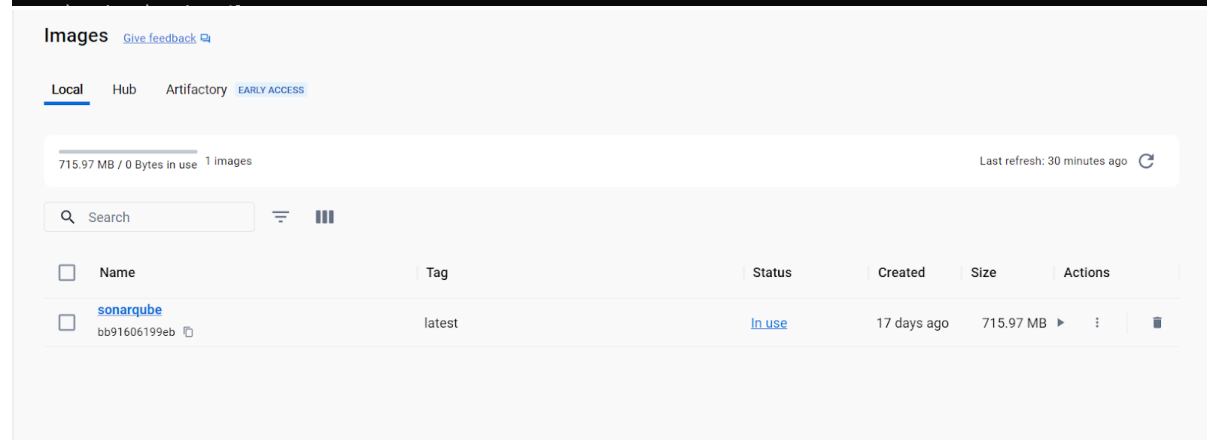 Images Give feedback
Local Hub Artifactory EARLY ACCESS
715.97 MB / 0 Bytes in use 1 images Last refresh: 30 minutes ago
Search
Name Tag Status Created Size Actions
sonarqube
bb91606199eb latest In use 17 days ago 715.97 MB